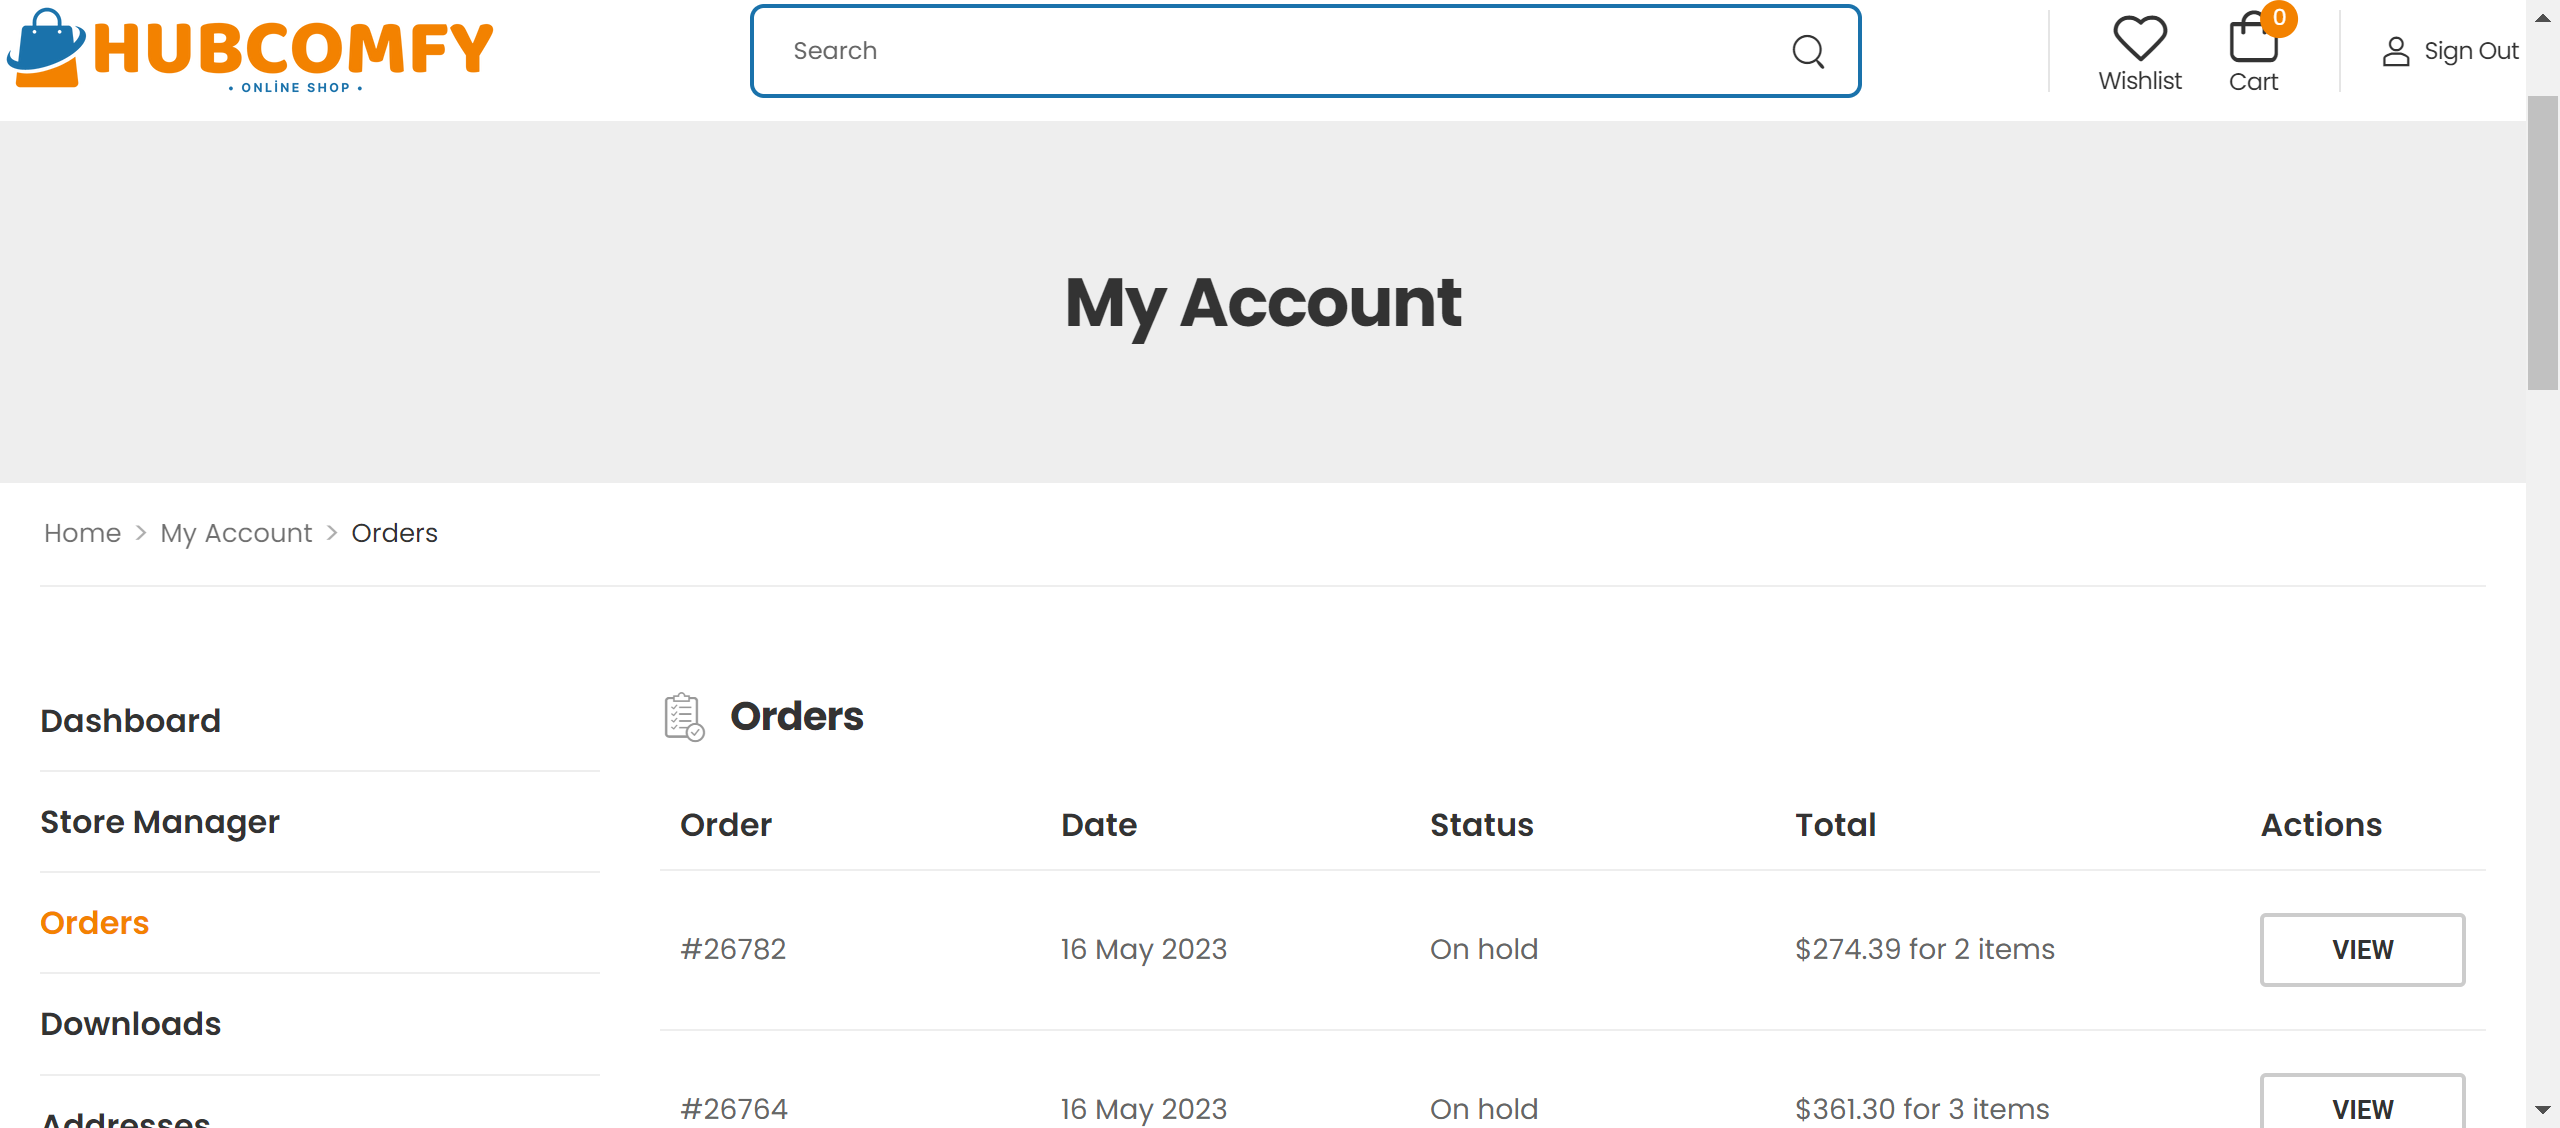 HUBCOMFY
• ONLİNE SHOP •
Search
Wishlist
0
Cart
Sign Out
My Account
Home > My Account > Orders
Dashboard
Store Manager
Orders
Downloads
Addresses
Orders
Order Date Status Total Actions
#26782 16 May 2023 On hold $274.39 for 2 items VIEW
#26764 16 May 2023 On hold $361.30 for 3 items VIEW